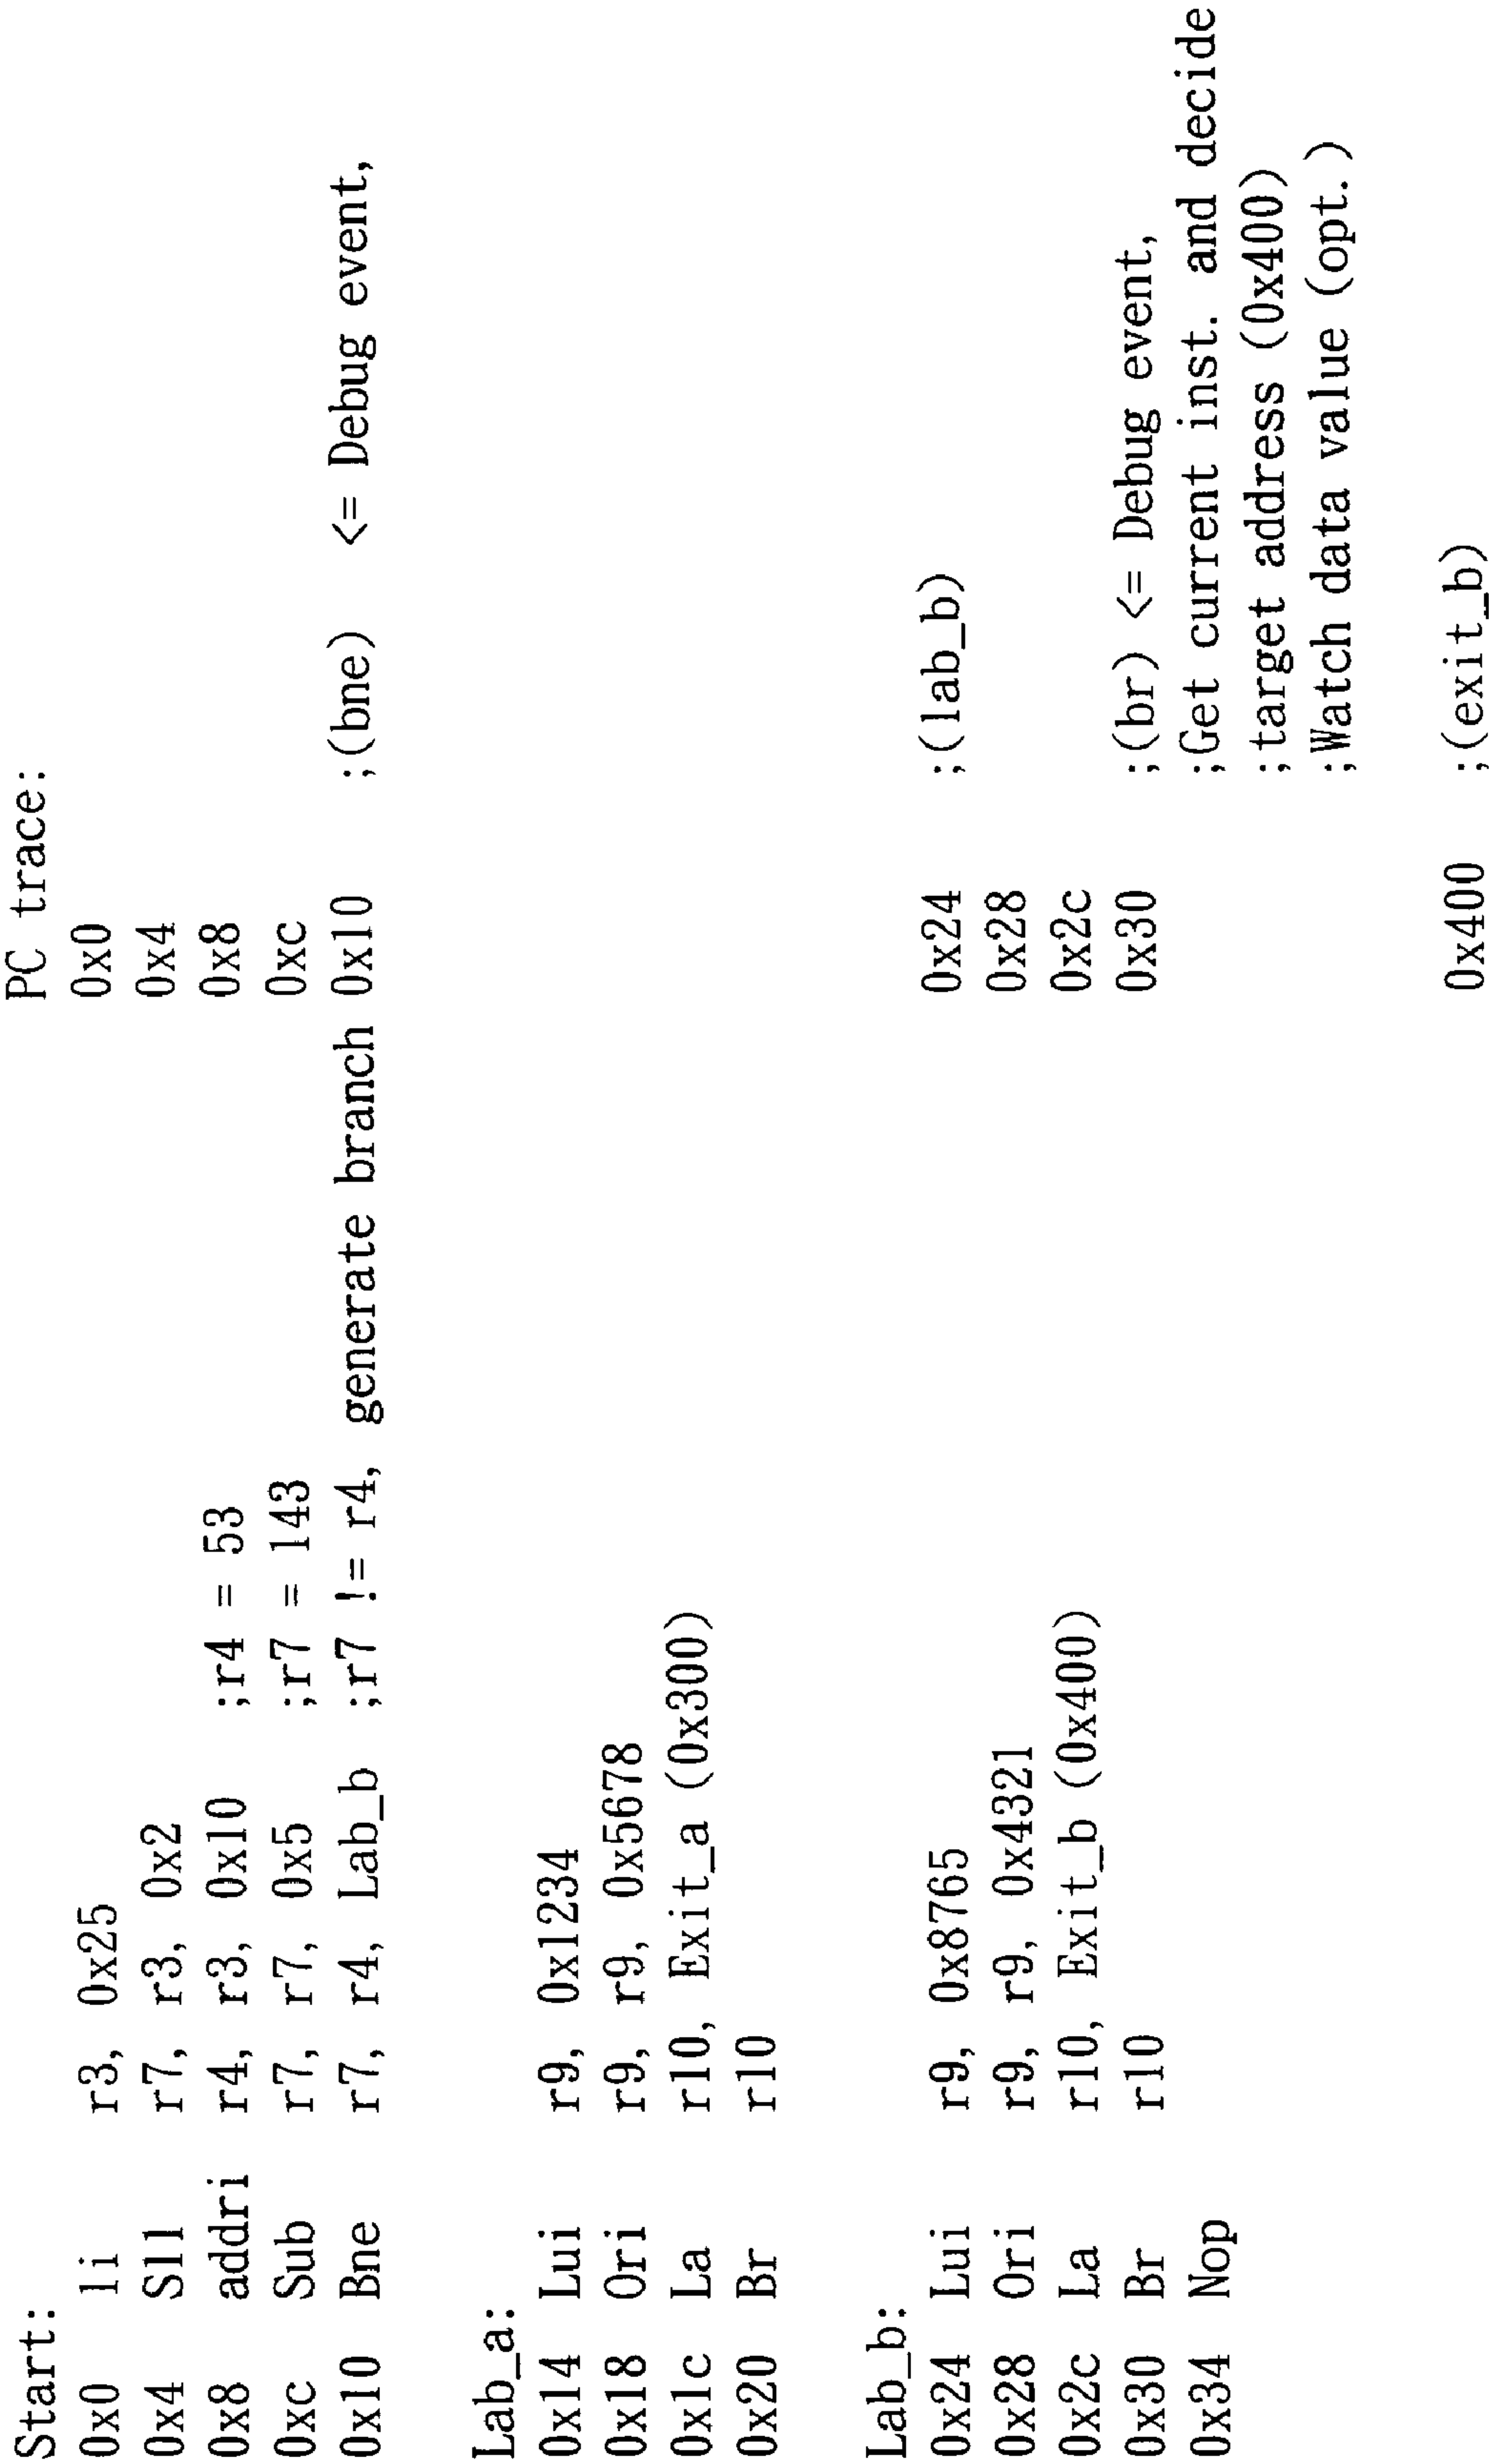 Start:                                                          PC trace:
0x0   li     r3, 0x25                                           0x0
0x4   Sll    r7, r3, 0x2                                        0x4
0x8   addri  r4, r3, 0x10   ;r4 = 53                            0x8
0xc   Sub    r7, r7, 0x5    ;r7 = 143                           0xc
0x10  Bne    r7, r4, Lab_b  ;r7 != r4, generate branch 0x10   ;(bne)  <= Debug event,
Lab_a:
0x14  Lui    r9, 0x1234
0x18  Ori    r9, r9, 0x5678
0x1c  La     r10, Exit_a (0x300)
0x20  Br     r10
Lab_b:
0x24  Lui    r9, 0x8765                                         0x24   ;(lab_b)
0x28  Ori    r9, r9, 0x4321                                     0x28
0x2c  La     r10, Exit_b (0x400)                                0x2c
0x30  Br     r10                                                0x30   ;(br) <= Debug event,
0x34  Nop                                                              ;Get current inst. and decide
;target address (0x400)
;Watch data value (opt.)
0x400  ;(exit_b)